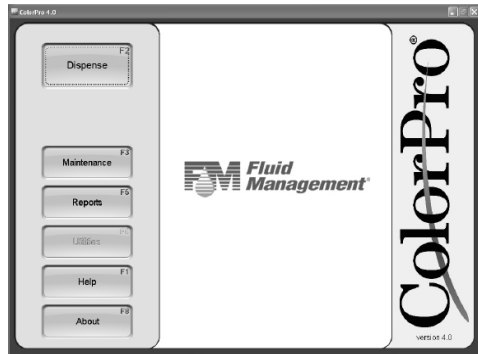 ColorPro 4.0
F2
Dispense
F3
Maintenance
F5
Reports
Utilities
F1
Help
F8
About
FM Fluid
Management®
ColorPro®
version 4.0